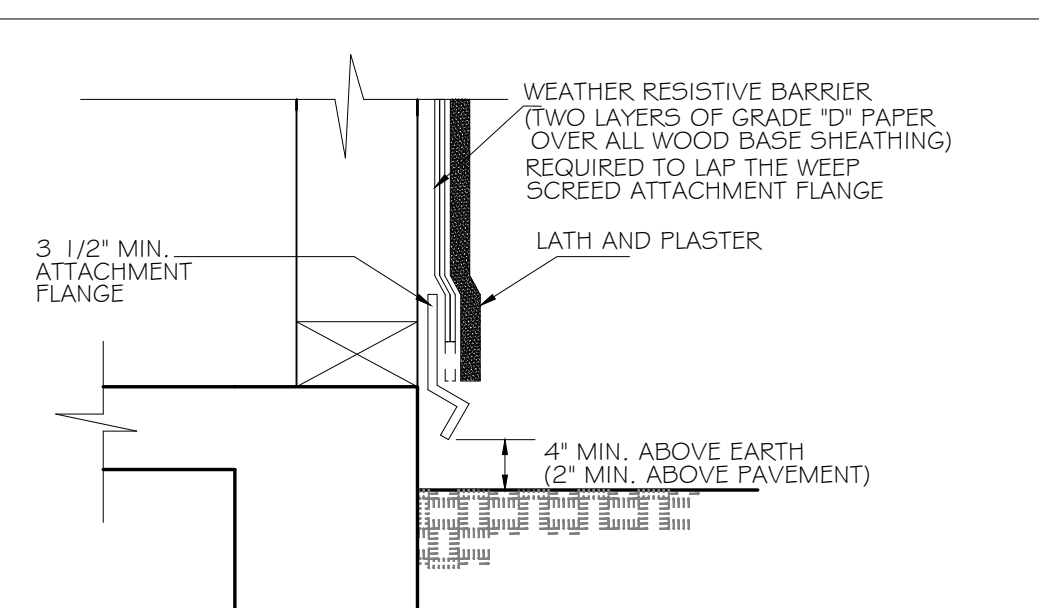 WEATHER RESISTIVE BARRIER
(TWO LAYERS OF GRADE "D" PAPER
OVER ALL WOOD BASE SHEATHING)
REQUIRED TO LAP THE WEEP
SCREED ATTACHMENT FLANGE
LATH AND PLASTER
3 1/2" MIN.
ATTACHMENT
FLANGE
4" MIN. ABOVE EARTH
(2" MIN. ABOVE PAVEMENT)